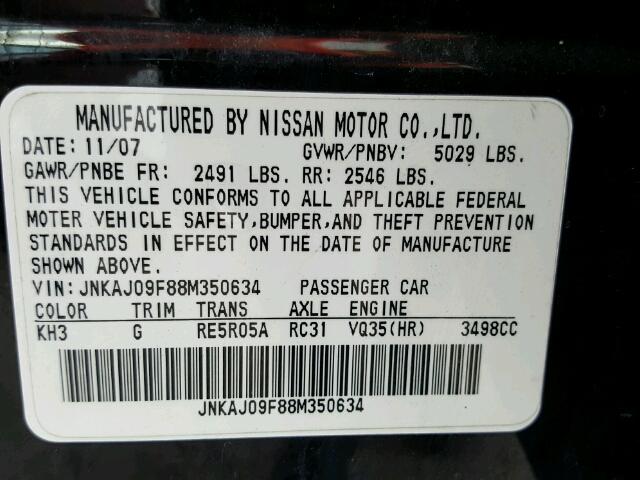 MANUFACTURED BY NISSAN MOTOR CO.,LTD.
DATE: 11/07 GVWR/PNBV: 5029 LBS.
GAWR/PNBE FR: 2491 LBS. RR: 2546 LBS.
THIS VEHICLE CONFORMS TO ALL APPLICABLE FEDERAL
MOTER VEHICLE SAFETY,BUMPER,AND THEFT PREVENTION
STANDARDS IN EFFECT ON THE DATE OF MANUFACTURE
SHOWN ABOVE.
VIN: JNKAJ09F88M350634 PASSENGER CAR
COLOR TRIM TRANS AXLE ENGINE
KH3 G RE5R05A RC31 VQ35(HR) 3498CC
JNKAJ09F88M350634